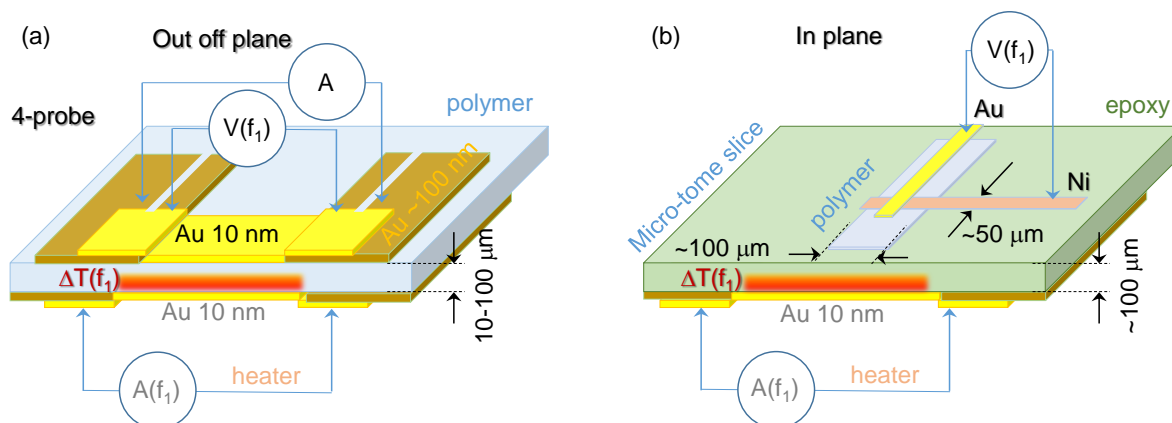 (a)
Out off plane
A
4-probe
V(f₁)
polymer
Au ~100 nm
Au 10 nm
ΔT(f₁)
10-100 μm
Au 10 nm
A(f₁)
heater
(b)
In plane
V(f₁)
Au
epoxy
Micro-tome slice
polymer
Ni
~100 μm
~50 μm
ΔT(f₁)
~100 μm
Au 10 nm
A(f₁)
heater